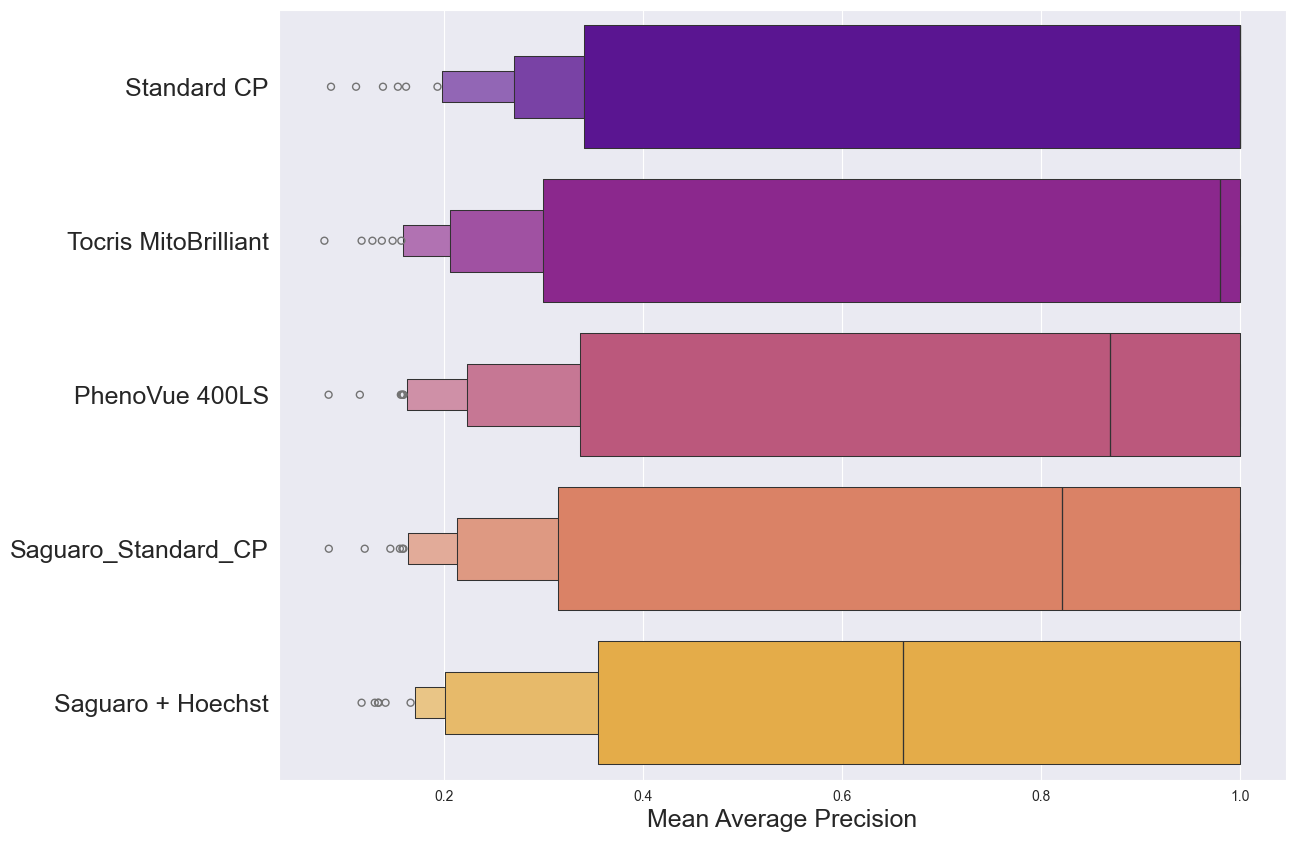 Standard CP
Tocris MitoBrilliant
PhenoVue 400LS
Saguaro_Standard_CP
Saguaro + Hoechst
0.2 0.4 0.6 0.8 1.0
Mean Average Precision